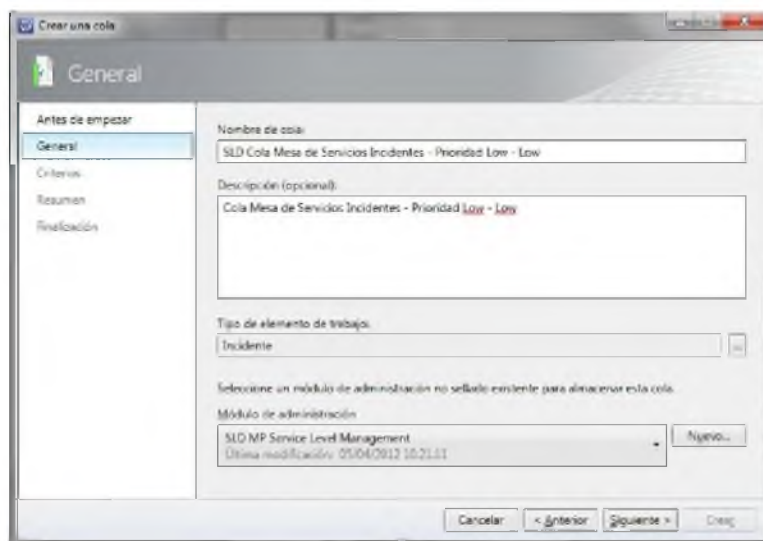 Crear una cola
General
Antes de empezar
General
Criterios
Resumen
Finalización
Nombre de cola:
SLD Cola Mesa de Servicios Incidentes - Prioridad Low - Low
Descripción (opcional):
Cola Mesa de Servicios Incidentes - Prioridad Low - Low
Tipo de elemento de trabajo:
Incidente
...
Seleccione un módulo de administración no sellado existente para almacenar esta cola.
Módulo de administración
SLD MP Service Level Management
Última modificación: 05/04/2012 10:21:11
Nuevo...
Cancelar
< Anterior
Siguiente >
Crear